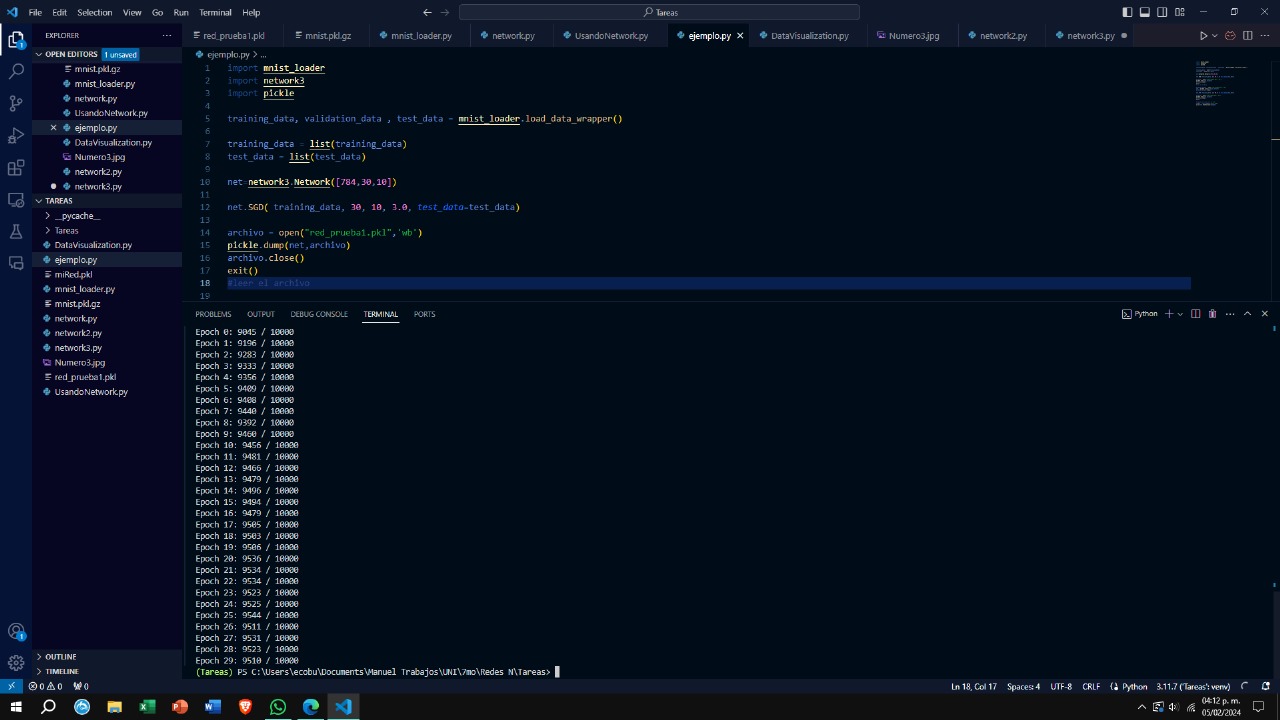 File Edit Selection View Go Run Terminal Help
Tareas
EXPLORER
OPEN EDITORS 1 unsaved
mnist.pkl.gz
mnist_loader.py
network.py
UsandoNetwork.py
ejemplo.py
DataVisualization.py
Numero3.jpg
network2.py
network3.py
TAREAS
__pycache__
Tareas
DataVisualization.py
ejemplo.py
miRed.pkl
mnist_loader.py
mnist.pkl.gz
network.py
network2.py
network3.py
Numero3.jpg
red_prueba1.pkl
UsandoNetwork.py
OUTLINE
TIMELINE
red_prueba1.pkl mnist.pkl.gz mnist_loader.py network.py UsandoNetwork.py ejemplo.py DataVisualization.py Numero3.jpg network2.py network3.py
ejemplo.py > ...
1 import mnist_loader
2 import network3
3 import pickle
4
5 training_data, validation_data , test_data = mnist_loader.load_data_wrapper()
6
7 training_data = list(training_data)
8 test_data = list(test_data)
9
10 net=network3.Network([784,30,10])
11
12 net.SGD( training_data, 30, 10, 3.0, test_data=test_data)
13
14 archivo = open("red_prueba1.pkl",'wb')
15 pickle.dump(net,archivo)
16 archivo.close()
17 exit()
18 #leer el archivo
19
PROBLEMS OUTPUT DEBUG CONSOLE TERMINAL PORTS
Python
Epoch 0: 9045 / 10000
Epoch 1: 9196 / 10000
Epoch 2: 9283 / 10000
Epoch 3: 9333 / 10000
Epoch 4: 9356 / 10000
Epoch 5: 9409 / 10000
Epoch 6: 9408 / 10000
Epoch 7: 9440 / 10000
Epoch 8: 9392 / 10000
Epoch 9: 9460 / 10000
Epoch 10: 9456 / 10000
Epoch 11: 9481 / 10000
Epoch 12: 9466 / 10000
Epoch 13: 9479 / 10000
Epoch 14: 9496 / 10000
Epoch 15: 9494 / 10000
Epoch 16: 9479 / 10000
Epoch 17: 9505 / 10000
Epoch 18: 9503 / 10000
Epoch 19: 9506 / 10000
Epoch 20: 9536 / 10000
Epoch 21: 9534 / 10000
Epoch 22: 9534 / 10000
Epoch 23: 9523 / 10000
Epoch 24: 9525 / 10000
Epoch 25: 9544 / 10000
Epoch 26: 9511 / 10000
Epoch 27: 9531 / 10000
Epoch 28: 9523 / 10000
Epoch 29: 9510 / 10000
(Tareas) PS C:\Users\ecobu\Documents\Manuel Trabajos\UNI\7mo\Redes N\Tareas>
0 0 0 Ln 18, Col 17 Spaces: 4 UTF-8 CRLF Python 3.11.7 ('Tareas': venv)
04:12 p. m.
05/02/2024